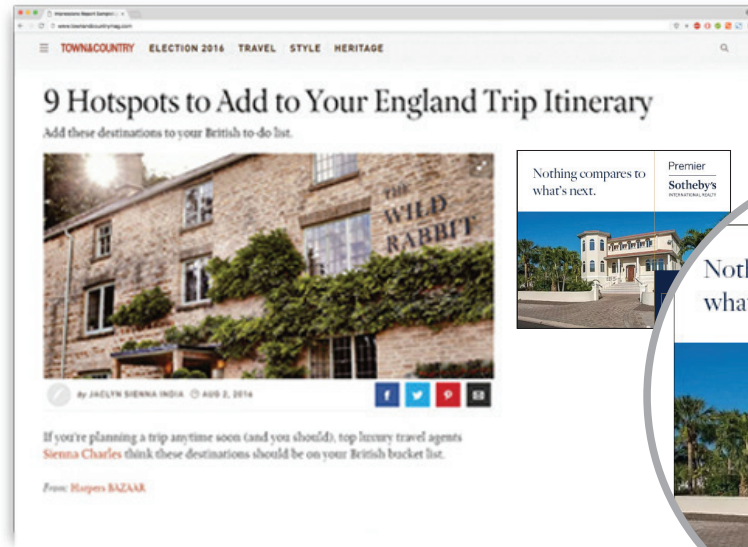 www.townandcountrymag.com
TOWN&COUNTRY ELECTION 2016 TRAVEL STYLE HERITAGE
9 Hotspots to Add to Your England Trip Itinerary
Add these destinations to your British to-do list.
THE
WILD
RABBIT
Nothing compares to
what's next.
Premier
Sotheby's
INTERNATIONAL REALTY
By JACLYN SIENNA INDIA AUG 2, 2016
If you're planning a trip anytime soon (and you should), top luxury travel agents
Sienna Charles think these destinations should be on your British bucket list.
From: Harpers BAZAAR